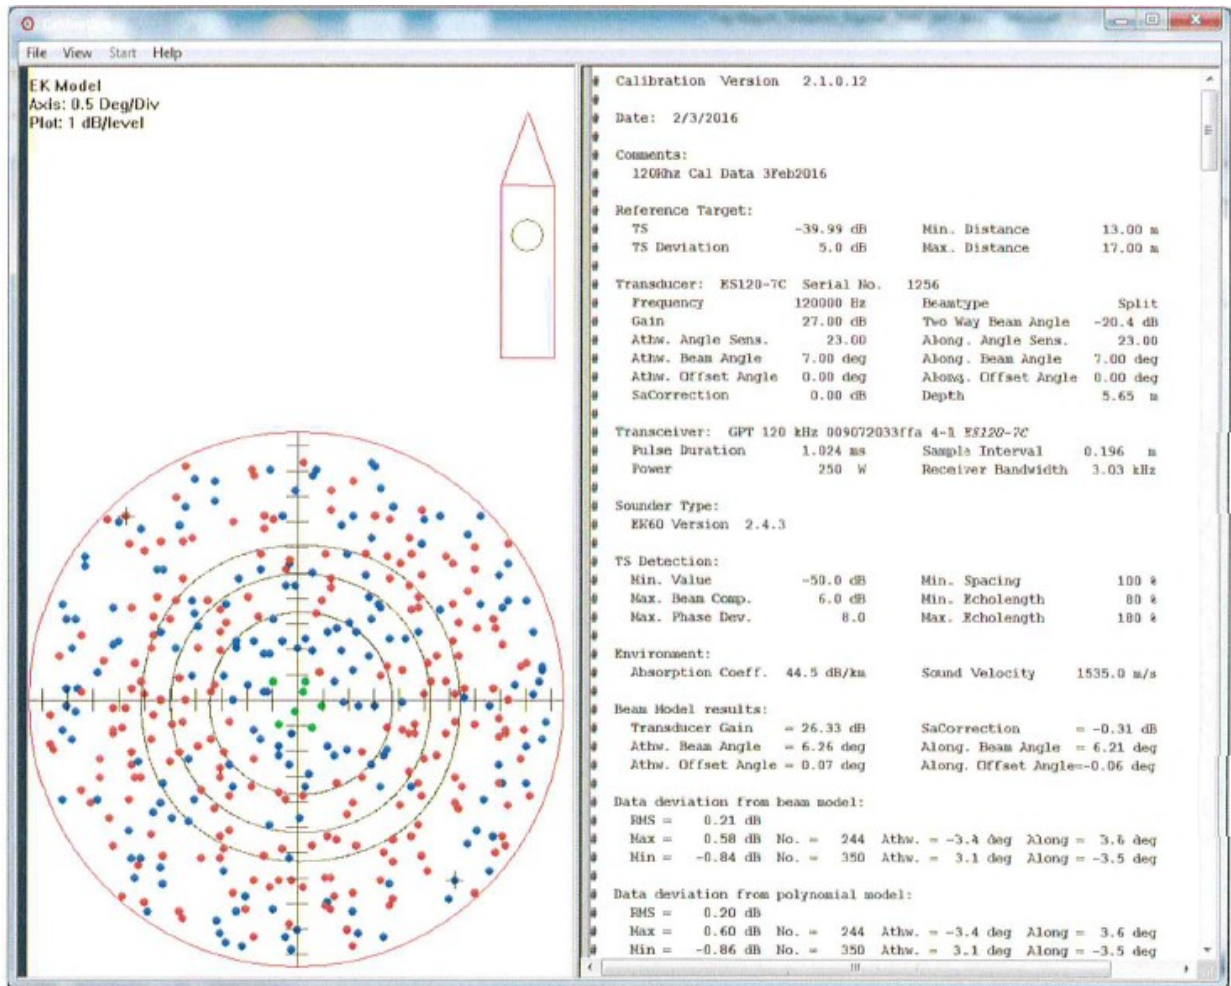 Calibration
File View Start Help
EK Model
Axis: 0.5 Deg/Div
Plot: 1 dB/level
# Calibration Version 2.1.0.12
#
# Date: 2/3/2016
#
# Comments:
# 120Khz Cal Data 3Feb2016
#
# Reference Target:
# TS -39.99 dB Min. Distance 13.00 m
# TS Deviation 5.0 dB Max. Distance 17.00 m
#
# Transducer: ES120-7C Serial No. 1256
# Frequency 120000 Hz Beamtype Split
# Gain 27.00 dB Two Way Beam Angle -20.4 dB
# Athw. Angle Sens. 23.00 Along. Angle Sens. 23.00
# Athw. Beam Angle 7.00 deg Along. Beam Angle 7.00 deg
# Athw. Offset Angle 0.00 deg Along. Offset Angle 0.00 deg
# SaCorrection 0.00 dB Depth 5.65 m
#
# Transceiver: GPT 120 kHz 009072033ffa 4-1 ES120-7C
# Pulse Duration 1.024 ms Sample Interval 0.196 m
# Power 250 W Receiver Bandwidth 3.03 kHz
#
# Sounder Type:
# EK60 Version 2.4.3
#
# TS Detection:
# Min. Value -50.0 dB Min. Spacing 100 %
# Max. Beam Comp. 6.0 dB Min. Echolength 80 %
# Max. Phase Dev. 8.0 Max. Echolength 180 %
#
# Environment:
# Absorption Coeff. 44.5 dB/km Sound Velocity 1535.0 m/s
#
# Beam Model results:
# Transducer Gain = 26.33 dB SaCorrection = -0.31 dB
# Athw. Beam Angle = 6.26 deg Along. Beam Angle = 6.21 deg
# Athw. Offset Angle = 0.07 deg Along. Offset Angle=-0.06 deg
#
# Data deviation from beam model:
# RMS = 0.21 dB
# Max = 0.58 dB No. = 244 Athw. = -3.4 deg Along = 3.6 deg
# Min = -0.84 dB No. = 350 Athw. = 3.1 deg Along = -3.5 deg
#
# Data deviation from polynomial model:
# RMS = 0.20 dB
# Max = 0.60 dB No. = 244 Athw. = -3.4 deg Along = 3.6 deg
# Min = -0.86 dB No. = 350 Athw. = 3.1 deg Along = -3.5 deg